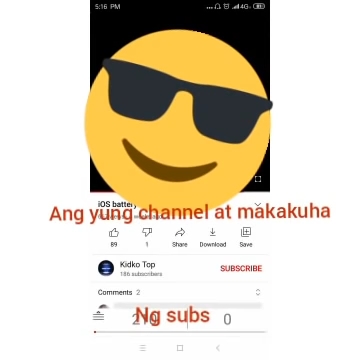 5:16 PM
4G
iOS battery
Ang yung channel at makakuha
89
1
Share
Download
Save
Kidko Top
186 subscribers
SUBSCRIBE
Comments 2
Ng subs
210
0